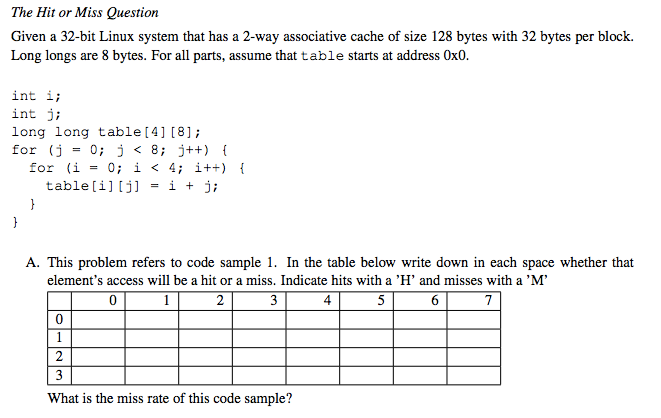 The Hit or Miss Question
Given a 32-bit Linux system that has a 2-way associative cache of size 128 bytes with 32 bytes per block.
Long longs are 8 bytes. For all parts, assume that table starts at address 0x0.
int i;
int j;
long long table[4][8];
for (j = 0; j < 8; j++) {
for (i = 0; i < 4; i++) {
table[i][j] = i + j;
}
}
A. This problem refers to code sample 1. In the table below write down in each space whether that
element's access will be a hit or a miss. Indicate hits with a 'H' and misses with a 'M'
0 1 2 3 4 5 6 7
0
1
2
3
What is the miss rate of this code sample?